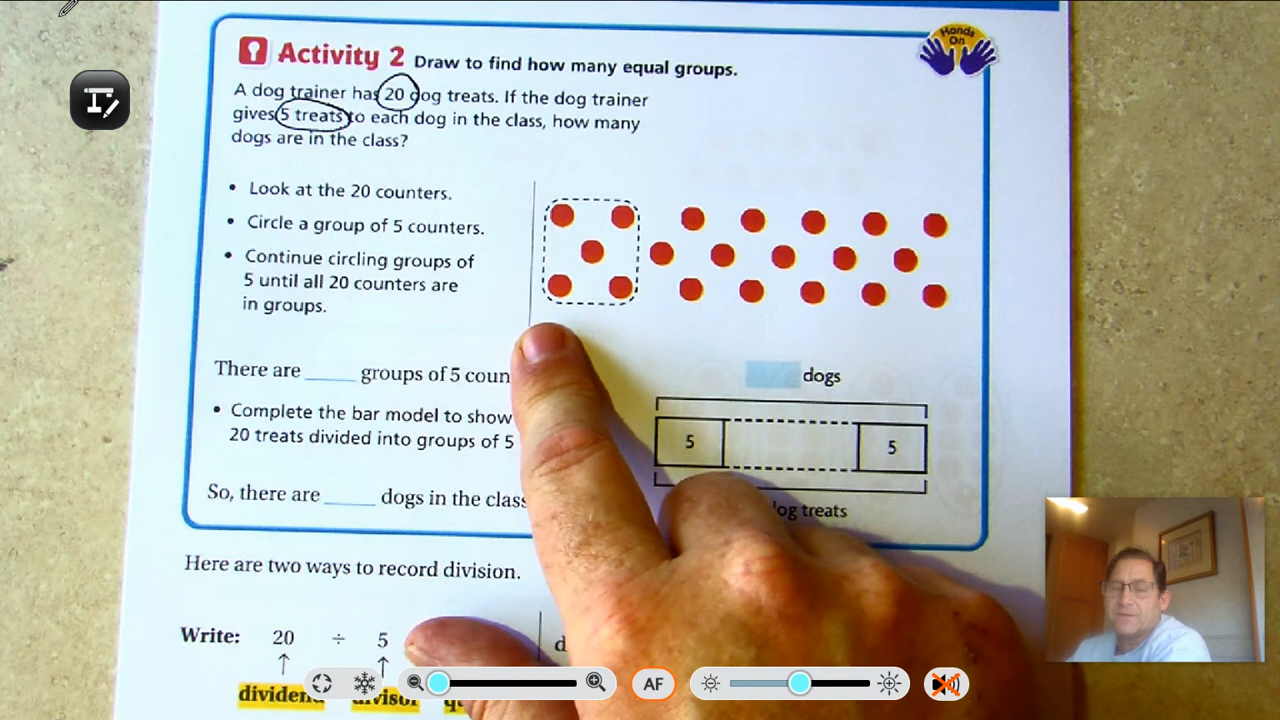 Hands
On
Activity 2 Draw to find how many equal groups.
A dog trainer has 20 dog treats. If the dog trainer
gives 5 treats to each dog in the class, how many
dogs are in the class?
• Look at the 20 counters.
• Circle a group of 5 counters.
• Continue circling groups of
5 until all 20 counters are
in groups.
There are ____ groups of 5
dogs
• Complete the bar model to show
20 treats divided into groups of 5
5 5
So, there are ____ dogs in the class
treats
Here are two ways to record division.
Write: 20 ÷ 5
dividend divisor
AF